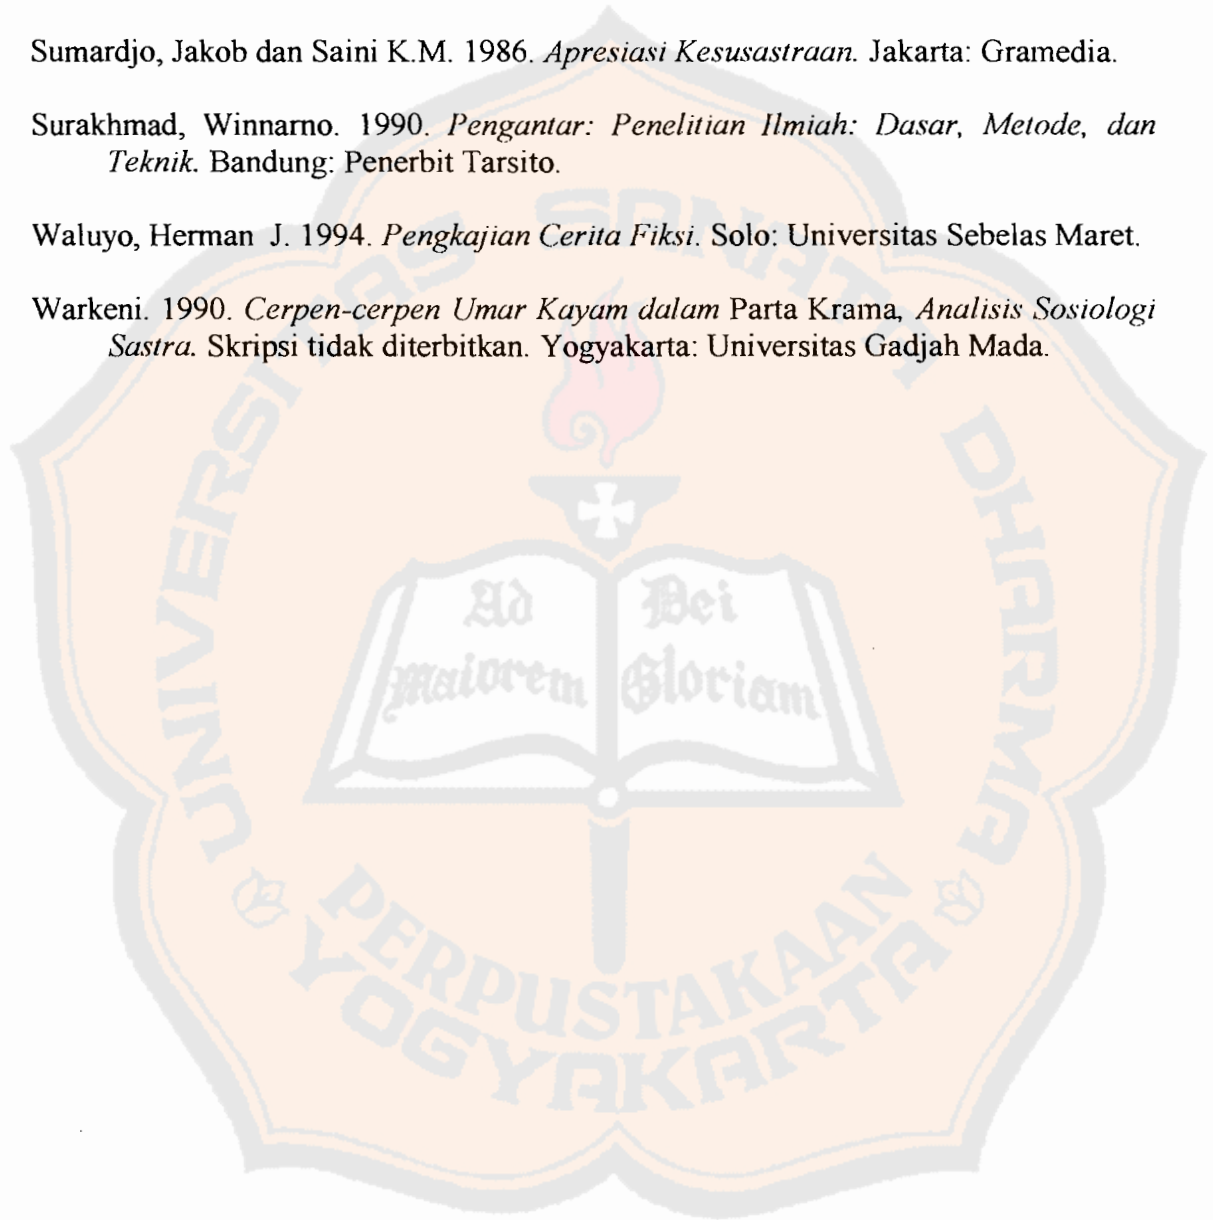 Sumardjo, Jakob dan Saini K.M. 1986. Apresiasi Kesusastraan. Jakarta: Gramedia.
Surakhmad, Winnarno. 1990. Pengantar: Penelitian Ilmiah: Dasar, Metode, dan
Teknik. Bandung: Penerbit Tarsito.
Waluyo, Herman J. 1994. Pengkajian Cerita Fiksi. Solo: Universitas Sebelas Maret.
Warkeni. 1990. Cerpen-cerpen Umar Kayam dalam Parta Krama, Analisis Sosiologi
Sastra. Skripsi tidak diterbitkan. Yogyakarta: Universitas Gadjah Mada.
UNIVERSITAS SANATA DHARMA
Ad Dei
maiorem Gloriam
PERPUSTAKAAN
YOGYAKARTA